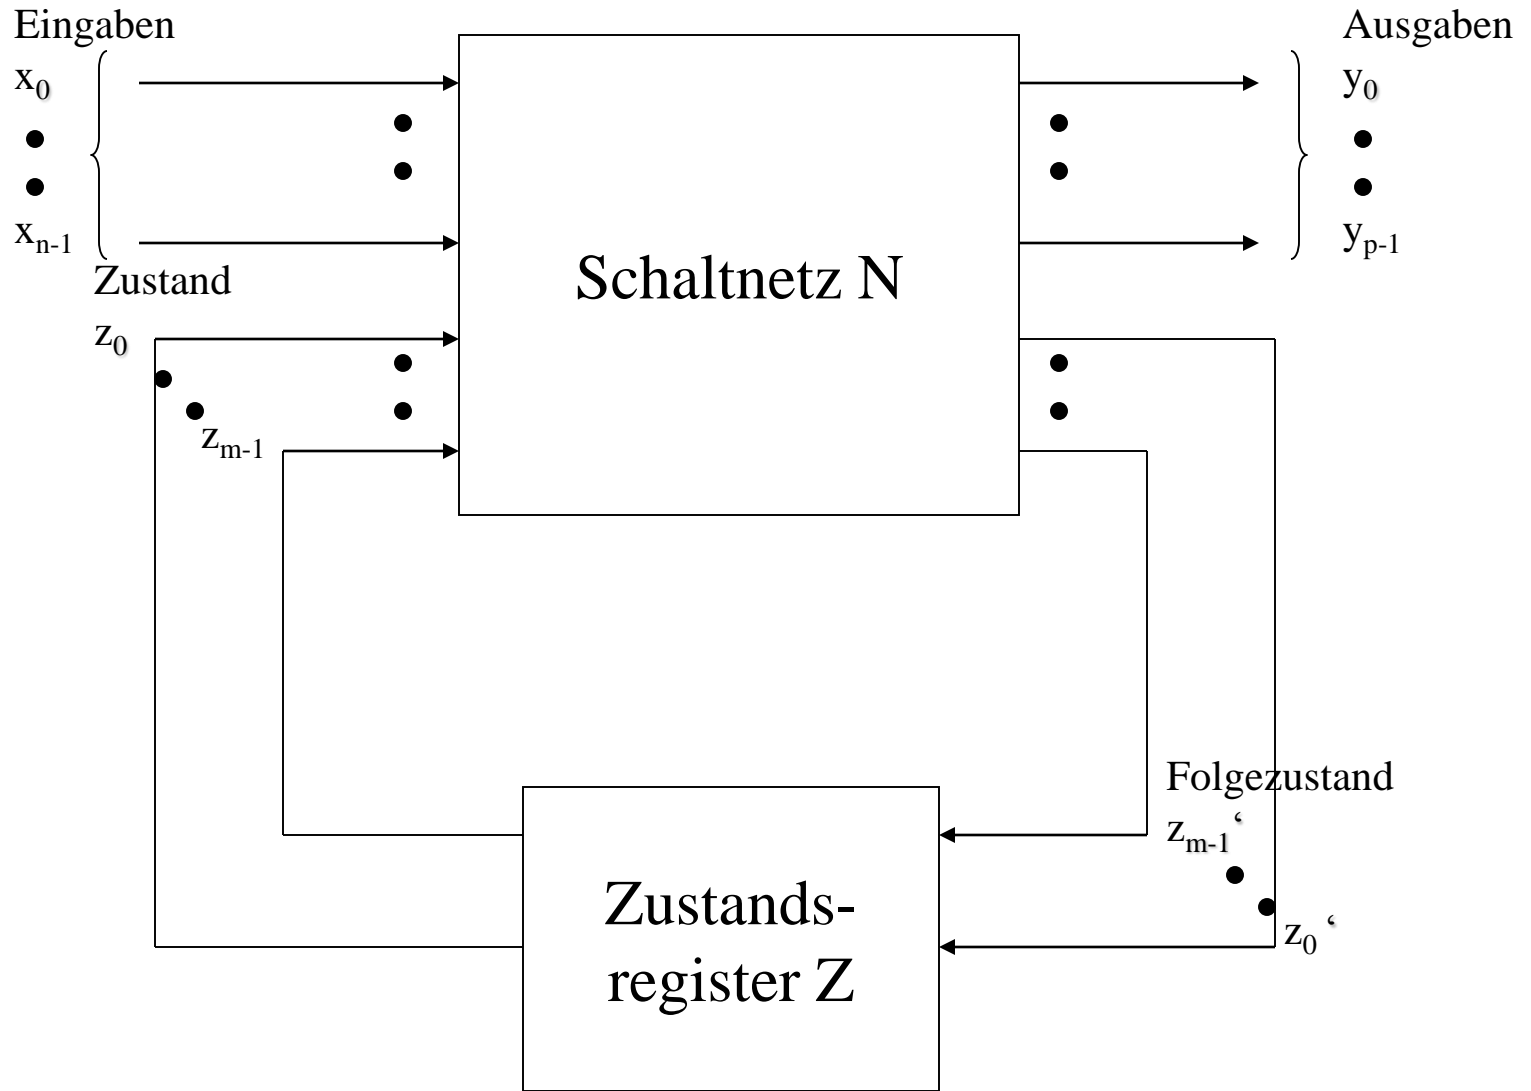 Eingaben
x₀
xₙ₋₁
Zustand
z₀
zₘ₋₁
Schaltnetz N
Ausgaben
y₀
yₚ₋₁
Folgezustand
zₘ₋₁‘
z₀ ‘
Zustands-
register Z